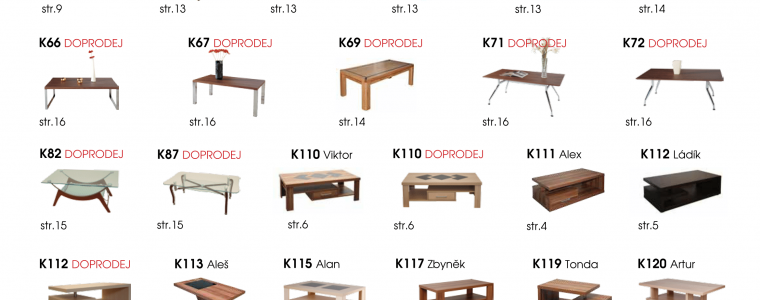 str.9 str.13 str.13 str.13 str.13 str.14
K66 DOPRODEJ K67 DOPRODEJ K69 DOPRODEJ K71 DOPRODEJ K72 DOPRODEJ
str.16 str.16 str.14 str.16 str.16
K82 DOPRODEJ K87 DOPRODEJ K110 Viktor K110 DOPRODEJ K111 Alex K112 Ládík
str.15 str.15 str.6 str.6 str.4 str.5
K112 DOPRODEJ K113 Aleš K115 Alan K117 Zbyněk K119 Tonda K120 Artur